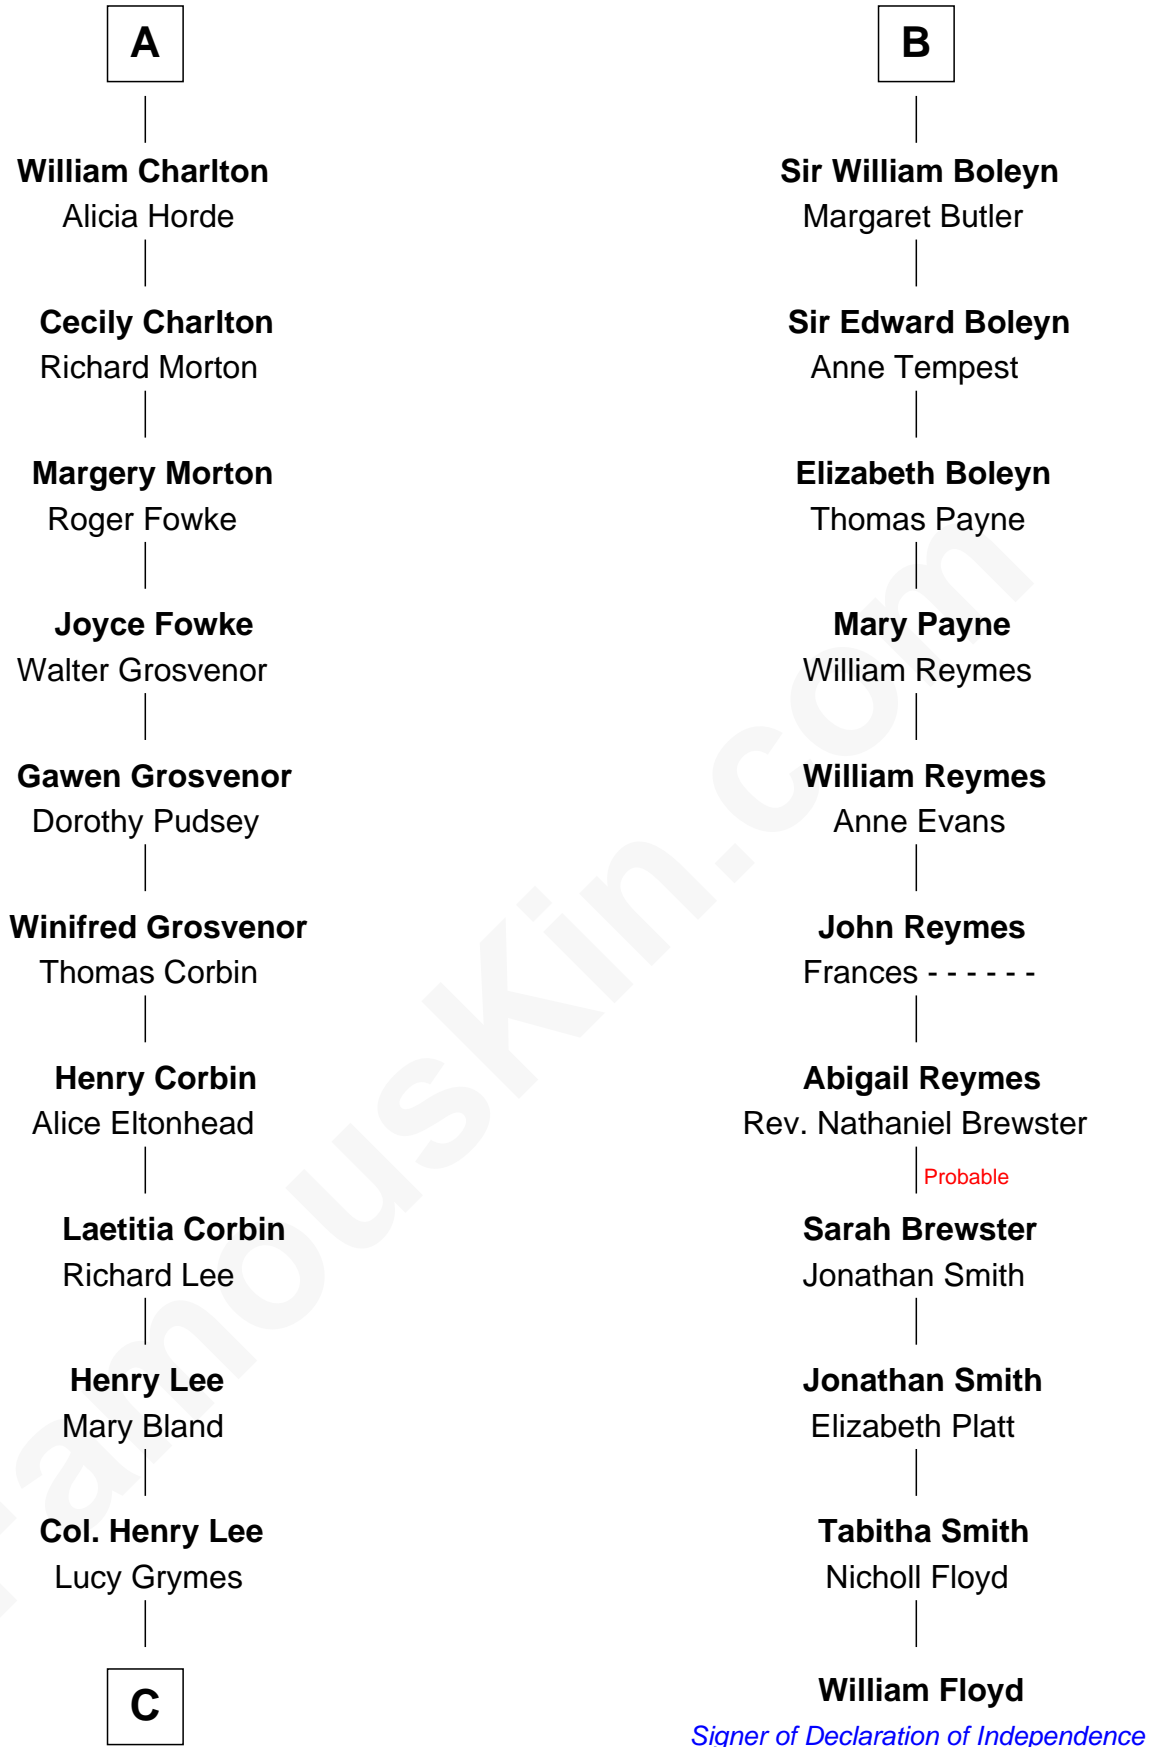 A
William Charlton
Alicia Horde
Cecily Charlton
Richard Morton
Margery Morton
Roger Fowke
Joyce Fowke
Walter Grosvenor
Gawen Grosvenor
Dorothy Pudsey
Winifred Grosvenor
Thomas Corbin
Henry Corbin
Alice Eltonhead
Laetitia Corbin
Richard Lee
Henry Lee
Mary Bland
Col. Henry Lee
Lucy Grymes
C
B
Sir William Boleyn
Margaret Butler
Sir Edward Boleyn
Anne Tempest
Elizabeth Boleyn
Thomas Payne
Mary Payne
William Reymes
William Reymes
Anne Evans
John Reymes
Frances - - - - - -
Abigail Reymes
Rev. Nathaniel Brewster
Probable
Sarah Brewster
Jonathan Smith
Jonathan Smith
Elizabeth Platt
Tabitha Smith
Nicholl Floyd
William Floyd
Signer of Declaration of Independence
FamousKin.com